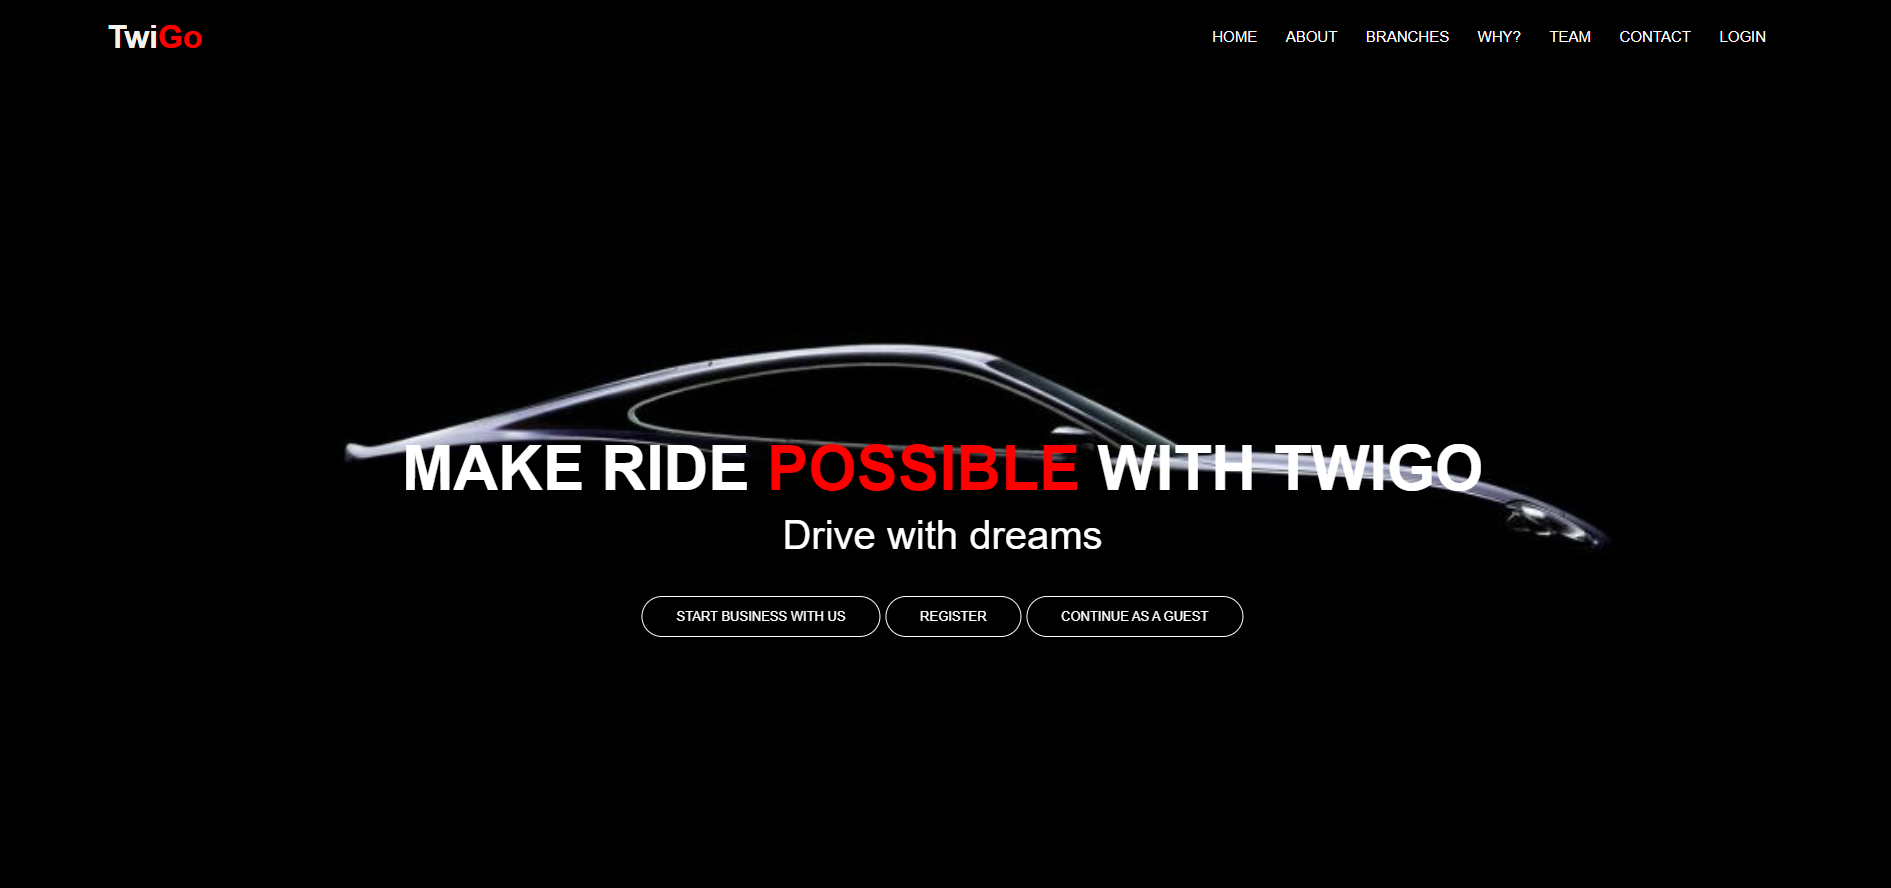 TwiGo
HOME ABOUT BRANCHES WHY? TEAM CONTACT LOGIN
MAKE RIDE POSSIBLE WITH TWIGO
Drive with dreams
START BUSINESS WITH US REGISTER CONTINUE AS A GUEST